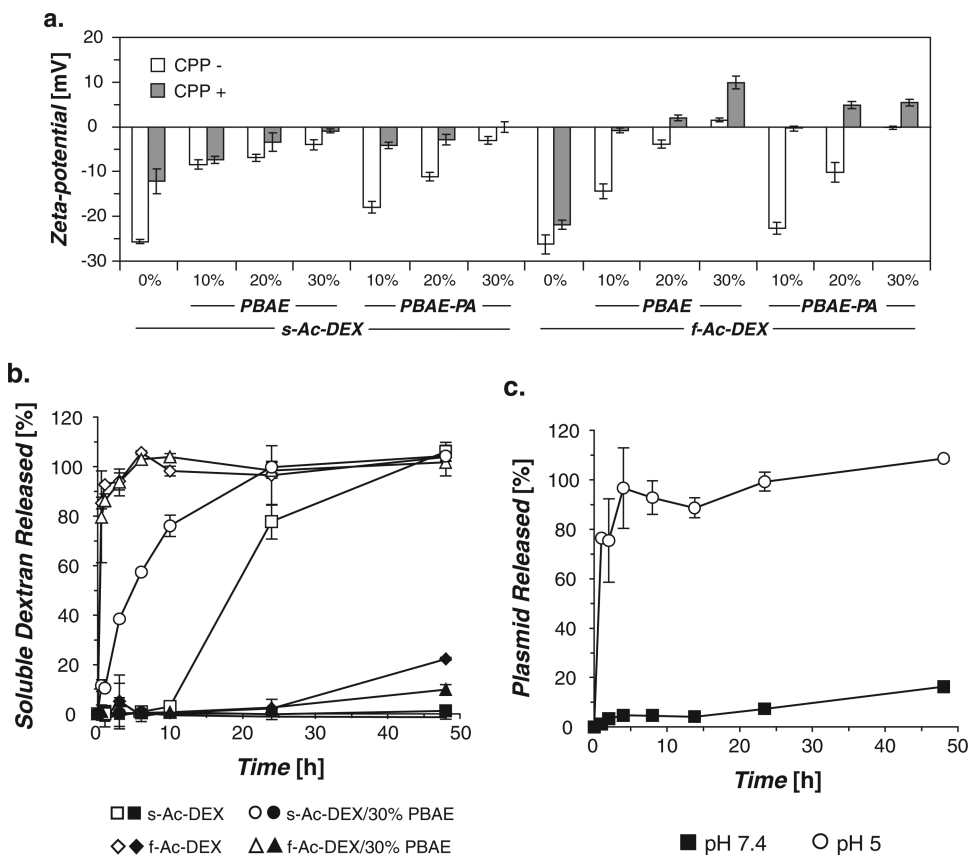 a.
Zeta-potential [mV]
20
10
0
-10
-20
-30
CPP -
CPP +
0% 10% 20% 30% 10% 20% 30% 0% 10% 20% 30% 10% 20% 30%
PBAE PBAE-PA PBAE PBAE-PA
s-Ac-DEX f-Ac-DEX
b.
Soluble Dextran Released [%]
120
100
80
60
40
20
0
0 10 20 30 40 50
Time [h]
s-Ac-DEX s-Ac-DEX/30% PBAE
f-Ac-DEX f-Ac-DEX/30% PBAE
c.
Plasmid Released [%]
120
100
80
60
40
20
0
0 10 20 30 40 50
Time [h]
pH 7.4 pH 5